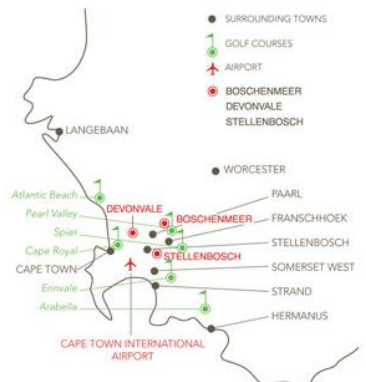 SURROUNDING TOWNS
GOLF COURSES
AIRPORT
BOSCHENMEER
DEVONVALE
STELLENBOSCH
LANGEBAAN
WORCESTER
Atlantic Beach
PAARL
Pearl Valley
DEVONVALE
BOSCHENMEER
FRANSCHHOEK
Spier
STELLENBOSCH
Cape Royal
STELLENBOSCH
CAPE TOWN
SOMERSET WEST
Erinvale
STRAND
Arabella
HERMANUS
CAPE TOWN INTERNATIONAL
AIRPORT